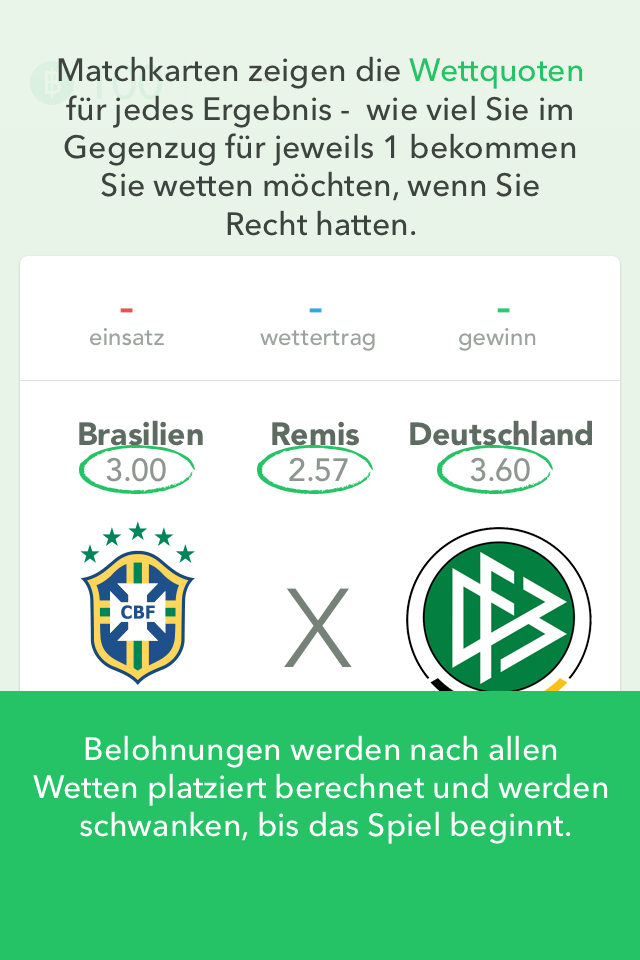 Matchkarten zeigen die Wettquoten
für jedes Ergebnis -  wie viel Sie im
Gegenzug für jeweils 1 bekommen
Sie wetten möchten, wenn Sie
Recht hatten.
-
-
-
einsatz
wettertrag
gewinn
Brasilien
Remis
Deutschland
3.00
2.57
3.60
CBF
X
DFB
Belohnungen werden nach allen
Wetten platziert berechnet und werden
schwanken, bis das Spiel beginnt.